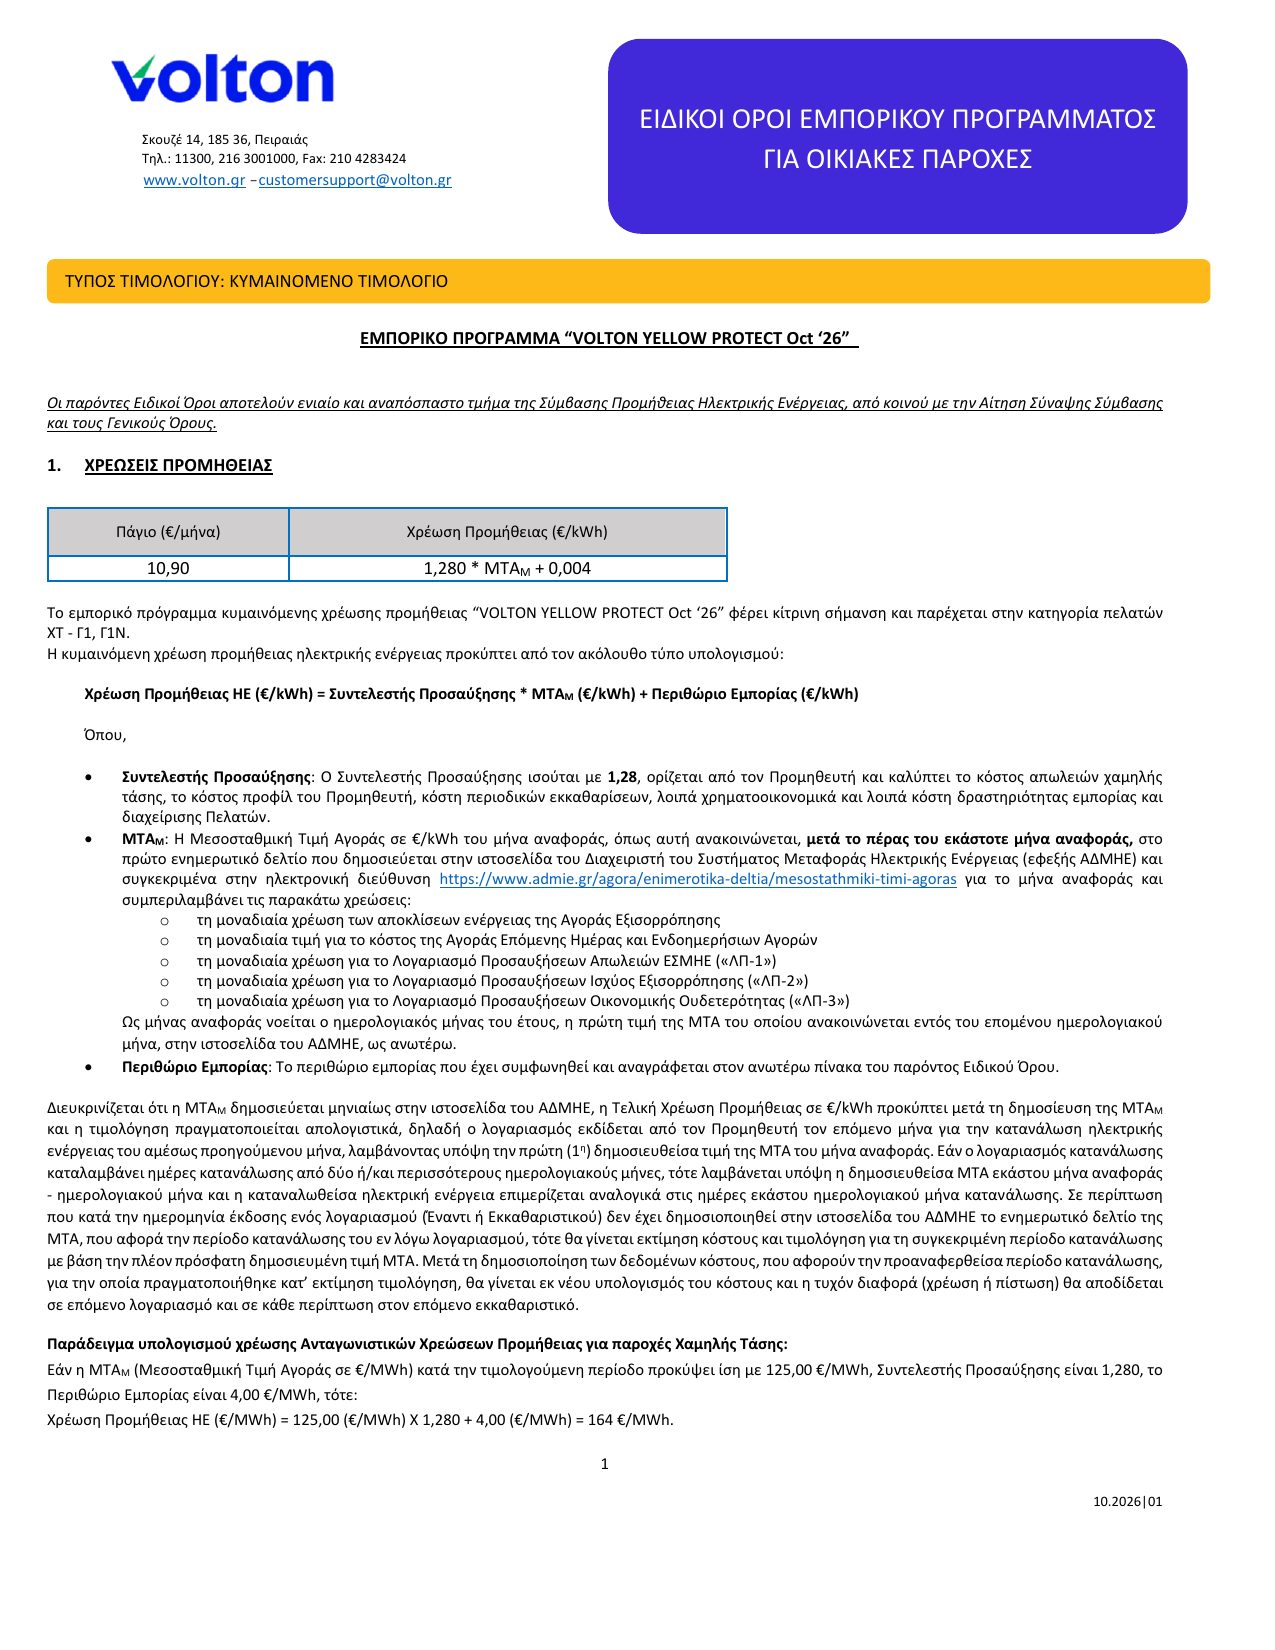 volton
Σκουζέ 14, 185 36, Πειραιάς
Τηλ.: 11300, 216 3001000, Fax: 210 4283424
www.volton.gr – customersupport@volton.gr
ΕΙΔΙΚΟΙ ΟΡΟΙ ΕΜΠΟΡΙΚΟΥ ΠΡΟΓΡΑΜΜΑΤΟΣ
ΓΙΑ ΟΙΚΙΑΚΕΣ ΠΑΡΟΧΕΣ
ΤΥΠΟΣ ΤΙΜΟΛΟΓΙΟΥ: ΚΥΜΑΙΝΟΜΕΝΟ ΤΙΜΟΛΟΓΙΟ
ΕΜΠΟΡΙΚΟ ΠΡΟΓΡΑΜΜΑ “VOLTON YELLOW PROTECT Oct ‘26”
Οι παρόντες Ειδικοί Όροι αποτελούν ενιαίο και αναπόσπαστο τμήμα της Σύμβασης Προμήθειας Ηλεκτρικής Ενέργειας, από κοινού με την Αίτηση Σύναψης Σύμβασης
και τους Γενικούς Όρους.
1. ΧΡΕΩΣΕΙΣ ΠΡΟΜΗΘΕΙΑΣ
Πάγιο (€/μήνα) Χρέωση Προμήθειας (€/kWh)
10,90 1,280 * ΜΤΑΜ + 0,004
Το εμπορικό πρόγραμμα κυμαινόμενης χρέωσης προμήθειας “VOLTON YELLOW PROTECT Oct ‘26” φέρει κίτρινη σήμανση και παρέχεται στην κατηγορία πελατών
ΧΤ - Γ1, Γ1Ν.
Η κυμαινόμενη χρέωση προμήθειας ηλεκτρικής ενέργειας προκύπτει από τον ακόλουθο τύπο υπολογισμού:
Χρέωση Προμήθειας ΗΕ (€/kWh) = Συντελεστής Προσαύξησης * ΜΤΑΜ (€/kWh) + Περιθώριο Εμπορίας (€/kWh)
Όπου,
• Συντελεστής Προσαύξησης: Ο Συντελεστής Προσαύξησης ισούται με 1,28, ορίζεται από τον Προμηθευτή και καλύπτει το κόστος απωλειών χαμηλής
τάσης, το κόστος προφίλ του Προμηθευτή, κόστη περιοδικών εκκαθαρίσεων, λοιπά χρηματοοικονομικά και λοιπά κόστη δραστηριότητας εμπορίας και
διαχείρισης Πελατών.
• ΜΤΑΜ: Η Μεσοσταθμική Τιμή Αγοράς σε €/kWh του μήνα αναφοράς, όπως αυτή ανακοινώνεται, μετά το πέρας του εκάστοτε μήνα αναφοράς, στο
πρώτο ενημερωτικό δελτίο που δημοσιεύεται στην ιστοσελίδα του Διαχειριστή του Συστήματος Μεταφοράς Ηλεκτρικής Ενέργειας (εφεξής ΑΔΜΗΕ) και
συγκεκριμένα στην ηλεκτρονική διεύθυνση https://www.admie.gr/agora/enimerotika-deltia/mesostathmiki-timi-agoras για το μήνα αναφοράς και
συμπεριλαμβάνει τις παρακάτω χρεώσεις:
o τη μοναδιαία χρέωση των αποκλίσεων ενέργειας της Αγοράς Εξισορρόπησης
o τη μοναδιαία τιμή για το κόστος της Αγοράς Επόμενης Ημέρας και Ενδοημερήσιων Αγορών
o τη μοναδιαία χρέωση για το Λογαριασμό Προσαυξήσεων Απωλειών ΕΣΜΗΕ («ΛΠ-1»)
o τη μοναδιαία χρέωση για το Λογαριασμό Προσαυξήσεων Ισχύος Εξισορρόπησης («ΛΠ-2»)
o τη μοναδιαία χρέωση για το Λογαριασμό Προσαυξήσεων Οικονομικής Ουδετερότητας («ΛΠ-3»)
Ως μήνας αναφοράς νοείται ο ημερολογιακός μήνας του έτους, η πρώτη τιμή της ΜΤΑ του οποίου ανακοινώνεται εντός του επομένου ημερολογιακού
μήνα, στην ιστοσελίδα του ΑΔΜΗΕ, ως ανωτέρω.
• Περιθώριο Εμπορίας: Το περιθώριο εμπορίας που έχει συμφωνηθεί και αναγράφεται στον ανωτέρω πίνακα του παρόντος Ειδικού Όρου.
Διευκρινίζεται ότι η ΜΤΑΜ δημοσιεύεται μηνιαίως στην ιστοσελίδα του ΑΔΜΗΕ, η Τελική Χρέωση Προμήθειας σε €/kWh προκύπτει μετά τη δημοσίευση της ΜΤΑΜ
και η τιμολόγηση πραγματοποιείται απολογιστικά, δηλαδή ο λογαριασμός εκδίδεται από τον Προμηθευτή τον επόμενο μήνα για την κατανάλωση ηλεκτρικής
ενέργειας του αμέσως προηγούμενου μήνα, λαμβάνοντας υπόψη την πρώτη (1η) δημοσιευθείσα τιμή της ΜΤΑ του μήνα αναφοράς. Εάν ο λογαριασμός κατανάλωσης
καταλαμβάνει ημέρες κατανάλωσης από δύο ή/και περισσότερους ημερολογιακούς μήνες, τότε λαμβάνεται υπόψη η δημοσιευθείσα ΜΤΑ εκάστου μήνα αναφοράς
- ημερολογιακού μήνα και η καταναλωθείσα ηλεκτρική ενέργεια επιμερίζεται αναλογικά στις ημέρες εκάστου ημερολογιακού μήνα κατανάλωσης. Σε περίπτωση
που κατά την ημερομηνία έκδοσης ενός λογαριασμού (Έναντι ή Εκκαθαριστικού) δεν έχει δημοσιοποιηθεί στην ιστοσελίδα του ΑΔΜΗΕ το ενημερωτικό δελτίο της
ΜΤΑ, που αφορά την περίοδο κατανάλωσης του εν λόγω λογαριασμού, τότε θα γίνεται εκτίμηση κόστους και τιμολόγηση για τη συγκεκριμένη περίοδο κατανάλωσης
με βάση την πλέον πρόσφατη δημοσιευμένη τιμή ΜΤΑ. Μετά τη δημοσιοποίηση των δεδομένων κόστους, που αφορούν την προαναφερθείσα περίοδο κατανάλωσης,
για την οποία πραγματοποιήθηκε κατ’ εκτίμηση τιμολόγηση, θα γίνεται εκ νέου υπολογισμός του κόστους και η τυχόν διαφορά (χρέωση ή πίστωση) θα αποδίδεται
σε επόμενο λογαριασμό και σε κάθε περίπτωση στον επόμενο εκκαθαριστικό.
Παράδειγμα υπολογισμού χρέωσης Ανταγωνιστικών Χρεώσεων Προμήθειας για παροχές Χαμηλής Τάσης:
Εάν η ΜΤΑΜ (Μεσοσταθμική Τιμή Αγοράς σε €/MWh) κατά την τιμολογούμενη περίοδο προκύψει ίση με 125,00 €/MWh, Συντελεστής Προσαύξησης είναι 1,280, το
Περιθώριο Εμπορίας είναι 4,00 €/MWh, τότε:
Χρέωση Προμήθειας ΗΕ (€/MWh) = 125,00 (€/MWh) Χ 1,280 + 4,00 (€/MWh) = 164 €/MWh.
1
10.2026|01